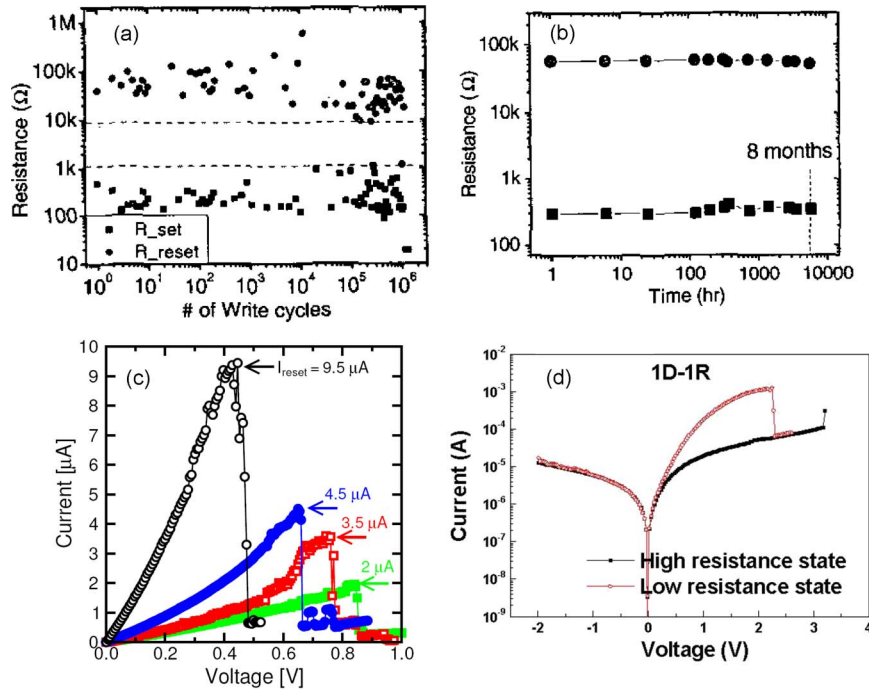 (a)
Resistance (Ω)
1M
100k
10k
1k
100
10
R_set
R_reset
10⁰ 10¹ 10² 10³ 10⁴ 10⁵ 10⁶
# of Write cycles
(b)
Resistance (Ω)
100k
10k
1k
100
8 months
1 10 100 1000 10000
Time (hr)
(c)
Current [µA]
10
9
8
7
6
5
4
3
2
1
0
I_reset = 9.5 µA
4.5 µA
3.5 µA
2 µA
0.0 0.2 0.4 0.6 0.8 1.0
Voltage [V]
(d)
1D-1R
Current (A)
10⁻²
10⁻³
10⁻⁴
10⁻⁵
10⁻⁶
10⁻⁷
10⁻⁸
10⁻⁹
High resistance state
Low resistance state
-2 -1 0 1 2 3 4
Voltage (V)